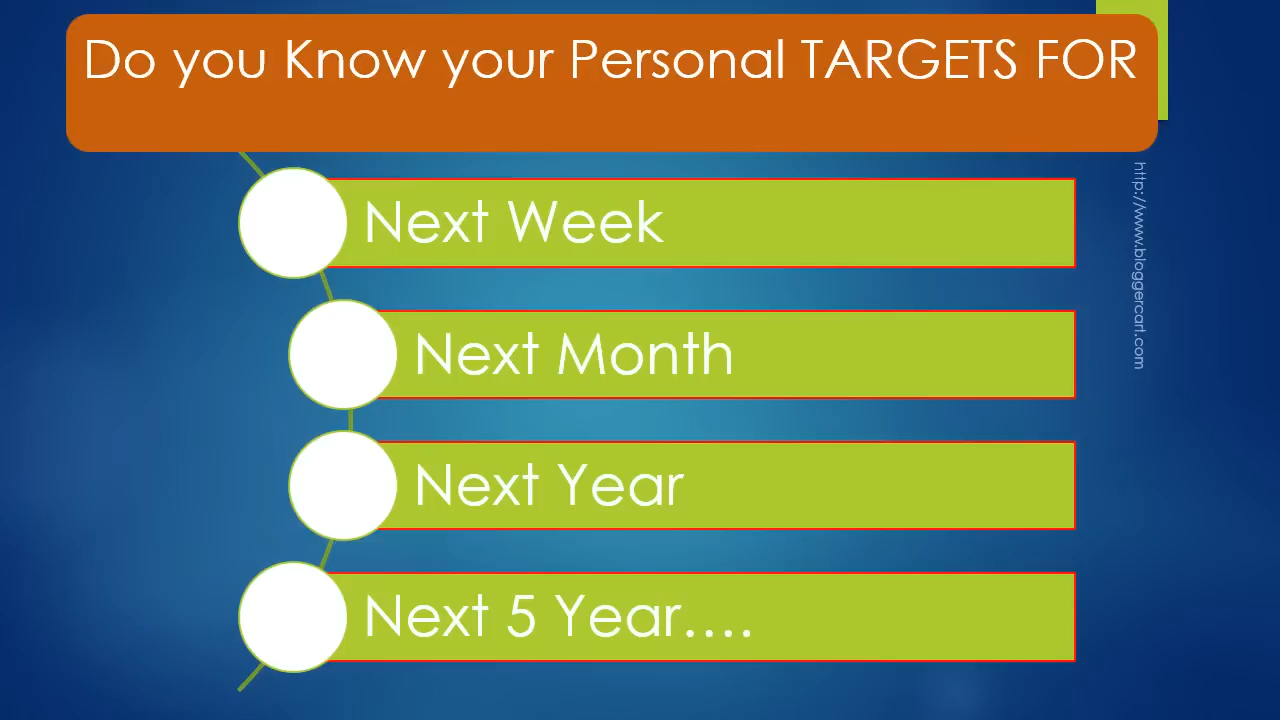 Do you Know your Personal TARGETS FOR
Next Week
Next Month
Next Year
Next 5 Year....
http://www.bloggercart.com